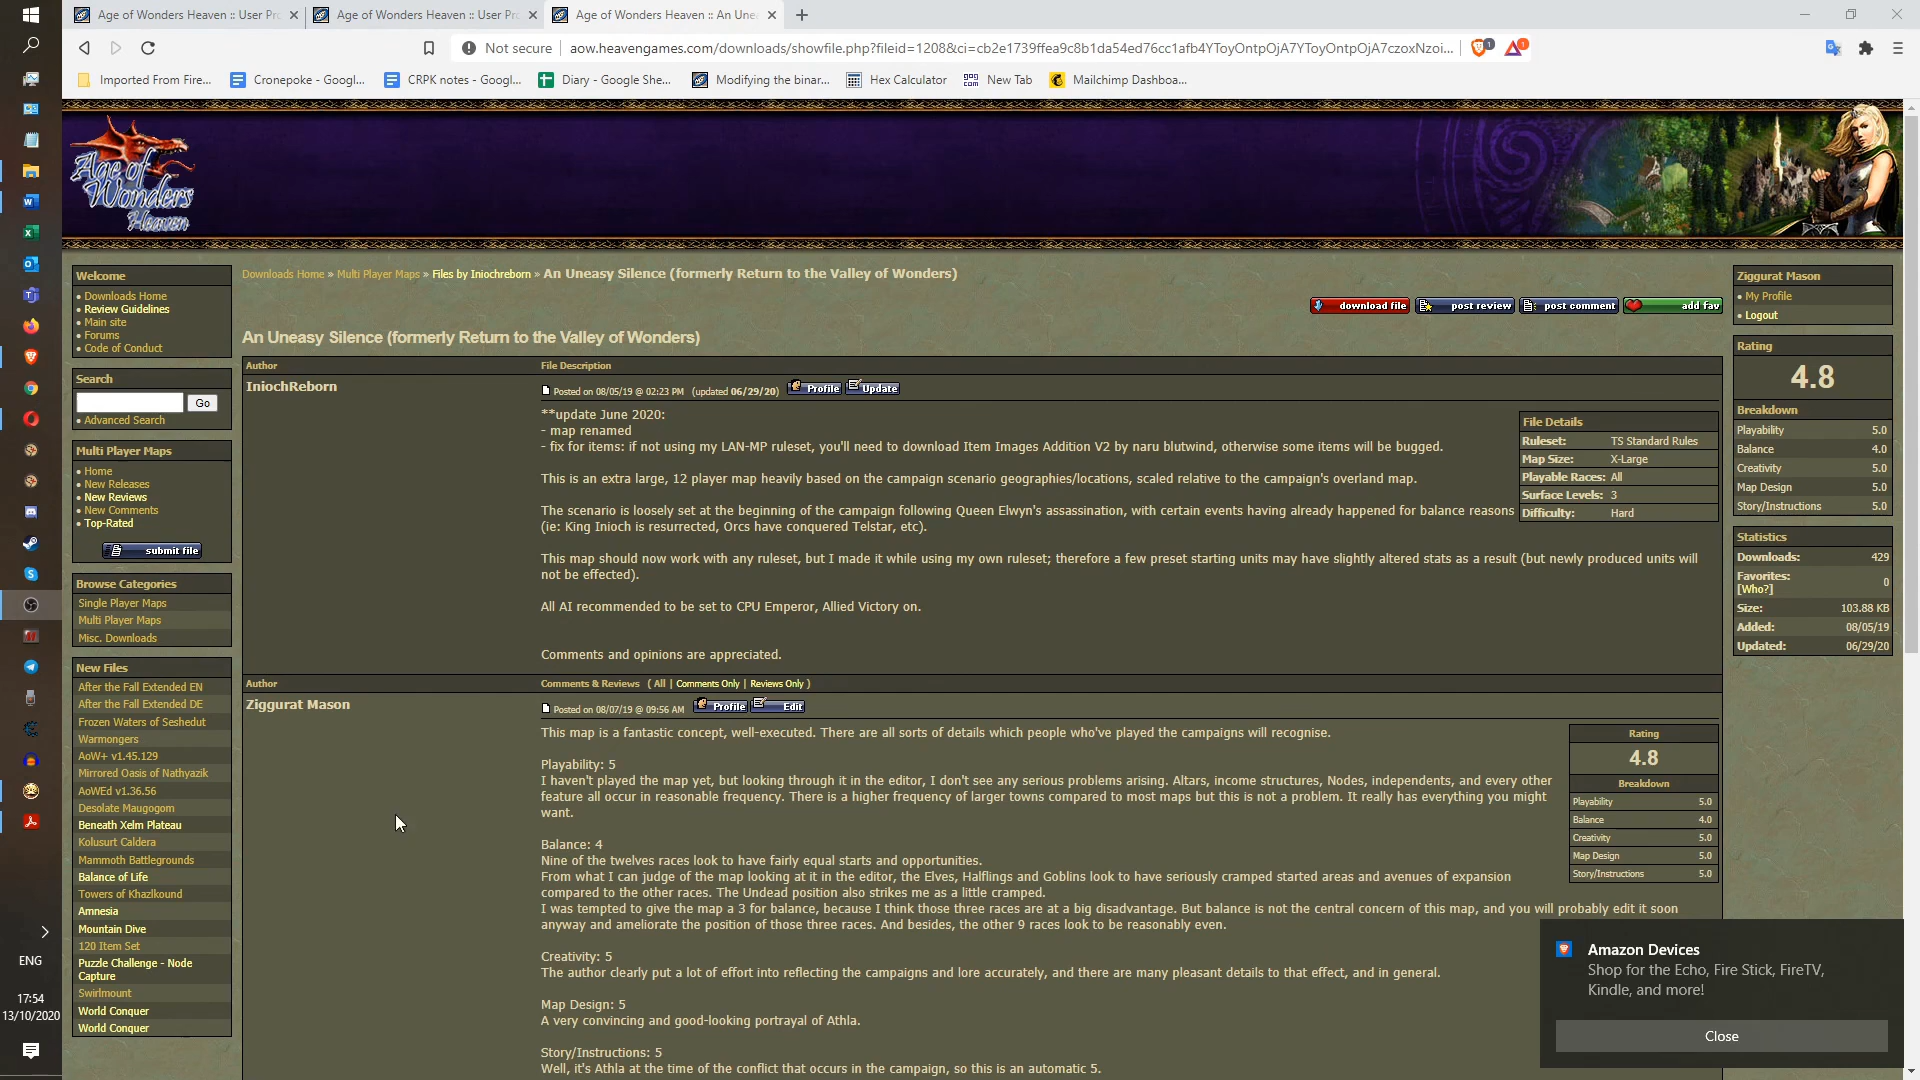 Age of Wonders Heaven :: User Pr
Age of Wonders Heaven :: User Pr
Age of Wonders Heaven :: An Une
Not secure
aow.heavengames.com/downloads/showfile.php?fileid=1208&ci=cb2e1739ffea9c8b1da54ed76cc1afb4YToyOntpOjA7YToyOntpOjA7czoxNzoi...
Imported From Fire...
Cronepoke - Googl...
CRPK notes - Googl...
Diary - Google She...
Modifying the binar...
Hex Calculator
New Tab
Mailchimp Dashboa...
Age of Wonders Heaven
Welcome
Downloads Home
Review Guidelines
Main site
Forums
Code of Conduct
Search
Go
Advanced Search
Multi Player Maps
Home
New Releases
New Reviews
New Comments
Top-Rated
submit file
Browse Categories
Single Player Maps
Multi Player Maps
Misc. Downloads
New Files
After the Fall Extended EN
After the Fall Extended DE
Frozen Waters of Seshedut
Warmongers
AoW+ v1.45.129
Mirrored Oasis of Nathyazik
AoWEd v1.36.56
Desolate Maugogom
Beneath Xelm Plateau
Kolusurt Caldera
Mammoth Battlegrounds
Balance of Life
Towers of Khazlkound
Amnesia
Mountain Dive
120 Item Set
Puzzle Challenge - Node
Capture
Swirlmount
World Conquer
World Conquer
Downloads Home » Multi Player Maps » Files by Iniochreborn » An Uneasy Silence (formerly Return to the Valley of Wonders)
download file
post review
post comment
add fav
An Uneasy Silence (formerly Return to the Valley of Wonders)
Author
File Description
IniochReborn
Posted on 08/05/19 @ 02:23 PM (updated 06/29/20)
Profile
Update
**update June 2020:
- map renamed
- fix for items: if not using my LAN-MP ruleset, you'll need to download Item Images Addition V2 by naru blutwind, otherwise some items will be bugged.
This is an extra large, 12 player map heavily based on the campaign scenario geographies/locations, scaled relative to the campaign's overland map.
The scenario is loosely set at the beginning of the campaign following Queen Elwyn's assassination, with certain events having already happened for balance reasons
(ie: King Inioch is resurrected, Orcs have conquered Telstar, etc).
This map should now work with any ruleset, but I made it while using my own ruleset; therefore a few preset starting units may have slightly altered stats as a result (but newly produced units will
not be effected).
All AI recommended to be set to CPU Emperor, Allied Victory on.
Comments and opinions are appreciated.
File Details
Ruleset: TS Standard Rules
Map Size: X-Large
Playable Races: All
Surface Levels: 3
Difficulty: Hard
Author
Comments & Reviews ( All | Comments Only | Reviews Only )
Ziggurat Mason
Posted on 08/07/19 @ 09:56 AM
Profile
Edit
This map is a fantastic concept, well-executed. There are all sorts of details which people who've played the campaigns will recognise.
Playability: 5
I haven't played the map yet, but looking through it in the editor, I don't see any serious problems arising. Altars, income structures, Nodes, independents, and every other
feature all occur in reasonable frequency. There is a higher frequency of larger towns compared to most maps but this is not a problem. It really has everything you might
want.
Balance: 4
Nine of the twelves races look to have fairly equal starts and opportunities.
From what I can judge of the map looking at it in the editor, the Elves, Halflings and Goblins look to have seriously cramped started areas and avenues of expansion
compared to the other races. The Undead position also strikes me as a little cramped.
I was tempted to give the map a 3 for balance, because I think those three races are at a big disadvantage. But balance is not the central concern of this map, and you will probably edit it soon
anyway and ameliorate the position of those three races. And besides, the other 9 races look to be reasonably even.
Creativity: 5
The author clearly put a lot of effort into reflecting the campaigns and lore accurately, and there are many pleasant details to that effect, and in general.
Map Design: 5
A very convincing and good-looking portrayal of Athla.
Story/Instructions: 5
Well, it's Athla at the time of the conflict that occurs in the campaign, so this is an automatic 5.
Rating
4.8
Breakdown
Playability 5.0
Balance 4.0
Creativity 5.0
Map Design 5.0
Story/Instructions 5.0
Ziggurat Mason
My Profile
Logout
Rating
4.8
Breakdown
Playability 5.0
Balance 4.0
Creativity 5.0
Map Design 5.0
Story/Instructions 5.0
Statistics
Downloads: 429
Favorites: 0
[Who?]
Size: 103.88 KB
Added: 08/05/19
Updated: 06/29/20
Amazon Devices
Shop for the Echo, Fire Stick, FireTV,
Kindle, and more!
Close
ENG
17:54
13/10/2020